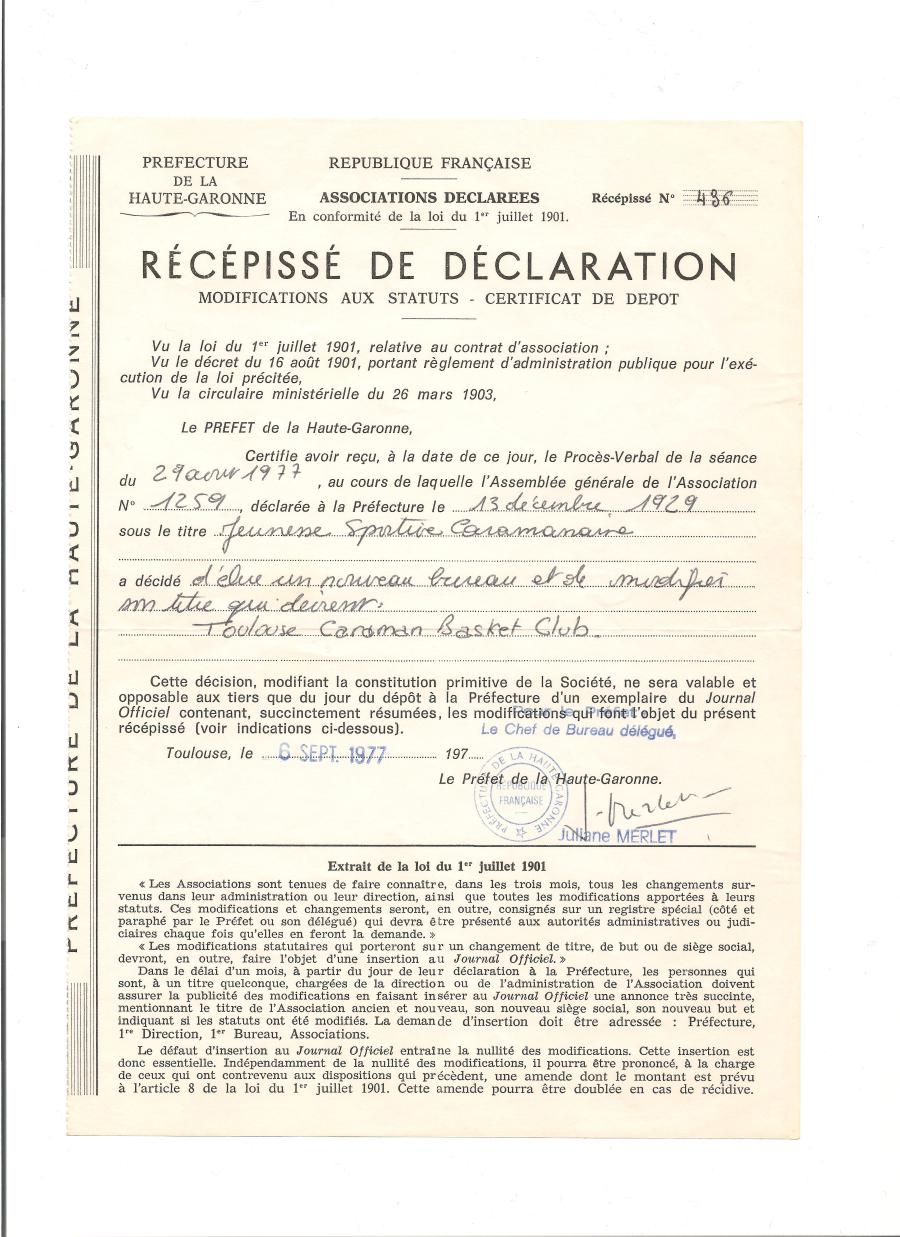 PREFECTURE DE LA HAUTE-GARONNE
PREFECTURE
DE LA
HAUTE-GARONNE
REPUBLIQUE FRANÇAISE
ASSOCIATIONS DECLAREES
En conformité de la loi du 1er juillet 1901.
Récépissé N° 436
RÉCÉPISSÉ DE DÉCLARATION
MODIFICATIONS AUX STATUTS - CERTIFICAT DE DEPOT
Vu la loi du 1er juillet 1901, relative au contrat d'association ;
Vu le décret du 16 août 1901, portant règlement d'administration publique pour l'exé-
cution de la loi précitée,
Vu la circulaire ministérielle du 26 mars 1903,
Le PREFET de la Haute-Garonne,
Certifie avoir reçu, à la date de ce jour, le Procès-Verbal de la séance
du 29 aout 1977, au cours de laquelle l'Assemblée générale de l'Association
N° 1259, déclarée à la Préfecture le 13 décembre 1929
sous le titre Jeunesse Sportive Caramanaise
a décidé d'élire un nouveau bureau et de modifier
son titre qui devient:
Toulouse Caraman Basket Club.
Cette décision, modifiant la constitution primitive de la Société, ne sera valable et
opposable aux tiers que du jour du dépôt à la Préfecture d'un exemplaire du Journal
Officiel contenant, succinctement résumées, les modifications qui font l'objet du présent
récépissé (voir indications ci-dessous).
Pour le Préfet
Le Chef de Bureau délégué,
Toulouse, le 6 SEPT. 1977 197
Le Préfet de la Haute-Garonne.
PRÉFECTURE DE LA HAUTE-GARONNE
RÉPUBLIQUE
FRANÇAISE
Juliane MERLET
Extrait de la loi du 1er juillet 1901
« Les Associations sont tenues de faire connaître, dans les trois mois, tous les changements sur-
venus dans leur administration ou leur direction, ainsi que toutes les modifications apportées à leurs
statuts. Ces modifications et changements seront, en outre, consignés sur un registre spécial (côté et
paraphé par le Préfet ou son délégué) qui devra être présenté aux autorités administratives ou judi-
ciaires chaque fois qu'elles en feront la demande. »
« Les modifications statutaires qui porteront sur un changement de titre, de but ou de siège social,
devront, en outre, faire l'objet d'une insertion au Journal Officiel. »
Dans le délai d'un mois, à partir du jour de leur déclaration à la Préfecture, les personnes qui
sont, à un titre quelconque, chargées de la direction ou de l'administration de l'Association doivent
assurer la publicité des modifications en faisant insérer au Journal Officiel une annonce très succinte,
mentionnant le titre de l'Association ancien et nouveau, son nouveau siège social, son nouveau but et
indiquant si les statuts ont été modifiés. La demande d'insertion doit être adressée : Préfecture,
1re Direction, 1er Bureau, Associations.
Le défaut d'insertion au Journal Officiel entraîne la nullité des modifications. Cette insertion est
donc essentielle. Indépendamment de la nullité des modifications, il pourra être prononcé, à la charge
de ceux qui ont contrevenu aux dispositions qui précèdent, une amende dont le montant est prévu
à l'article 8 de la loi du 1er juillet 1901. Cette amende pourra être doublée en cas de récidive.